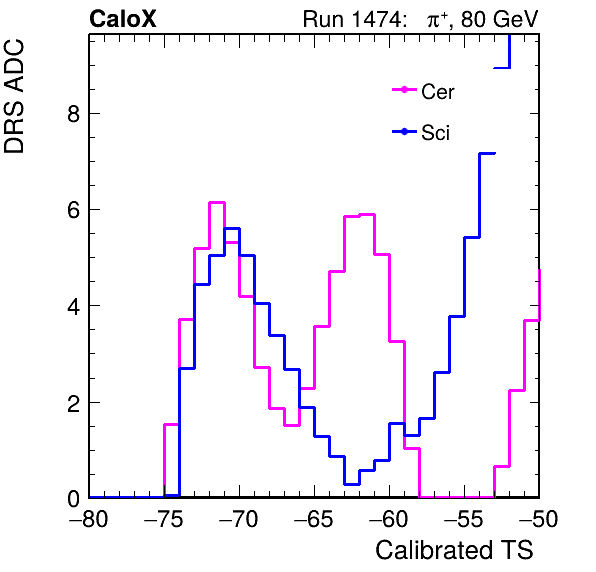 CaloX Run 1474: π⁺, 80 GeV
DRS ADC
Cer
Sci
8
6
4
2
0
−80 −75 −70 −65 −60 −55 −50
Calibrated TS